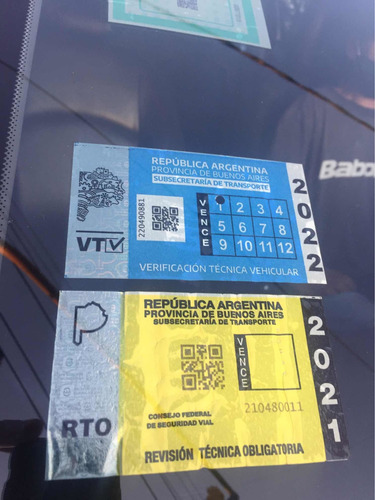 REPÚBLICA ARGENTINA
PROVINCIA DE BUENOS AIRES
SUBSECRETARÍA DE TRANSPORTE
220490881
VENCE
1 2 3 4
5 6 7 8
9 10 11 12
2022
VTV
VERIFICACIÓN TÉCNICA VEHICULAR
Babo
REPÚBLICA ARGENTINA
PROVINCIA DE BUENOS AIRES
SUBSECRETARÍA DE TRANSPORTE
VENCE
2021
210480011
CONSEJO FEDERAL
DE SEGURIDAD VIAL
RTO
REVISIÓN TÉCNICA OBLIGATORIA